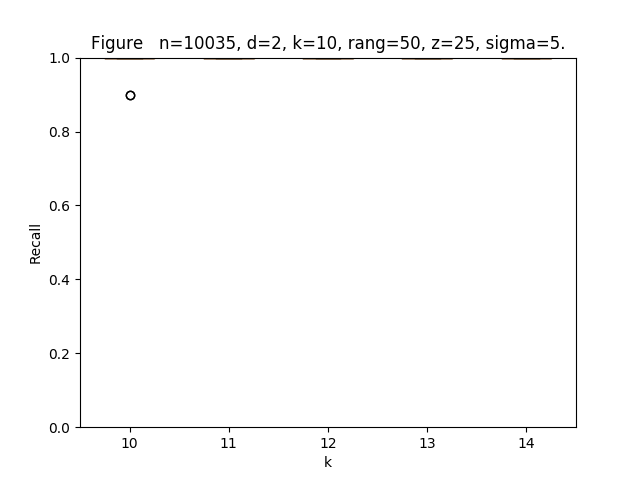 Figure   n=10035, d=2, k=10, rang=50, z=25, sigma=5.
1.0
0.8
0.6
0.4
0.2
0.0
Recall
10 11 12 13 14
k